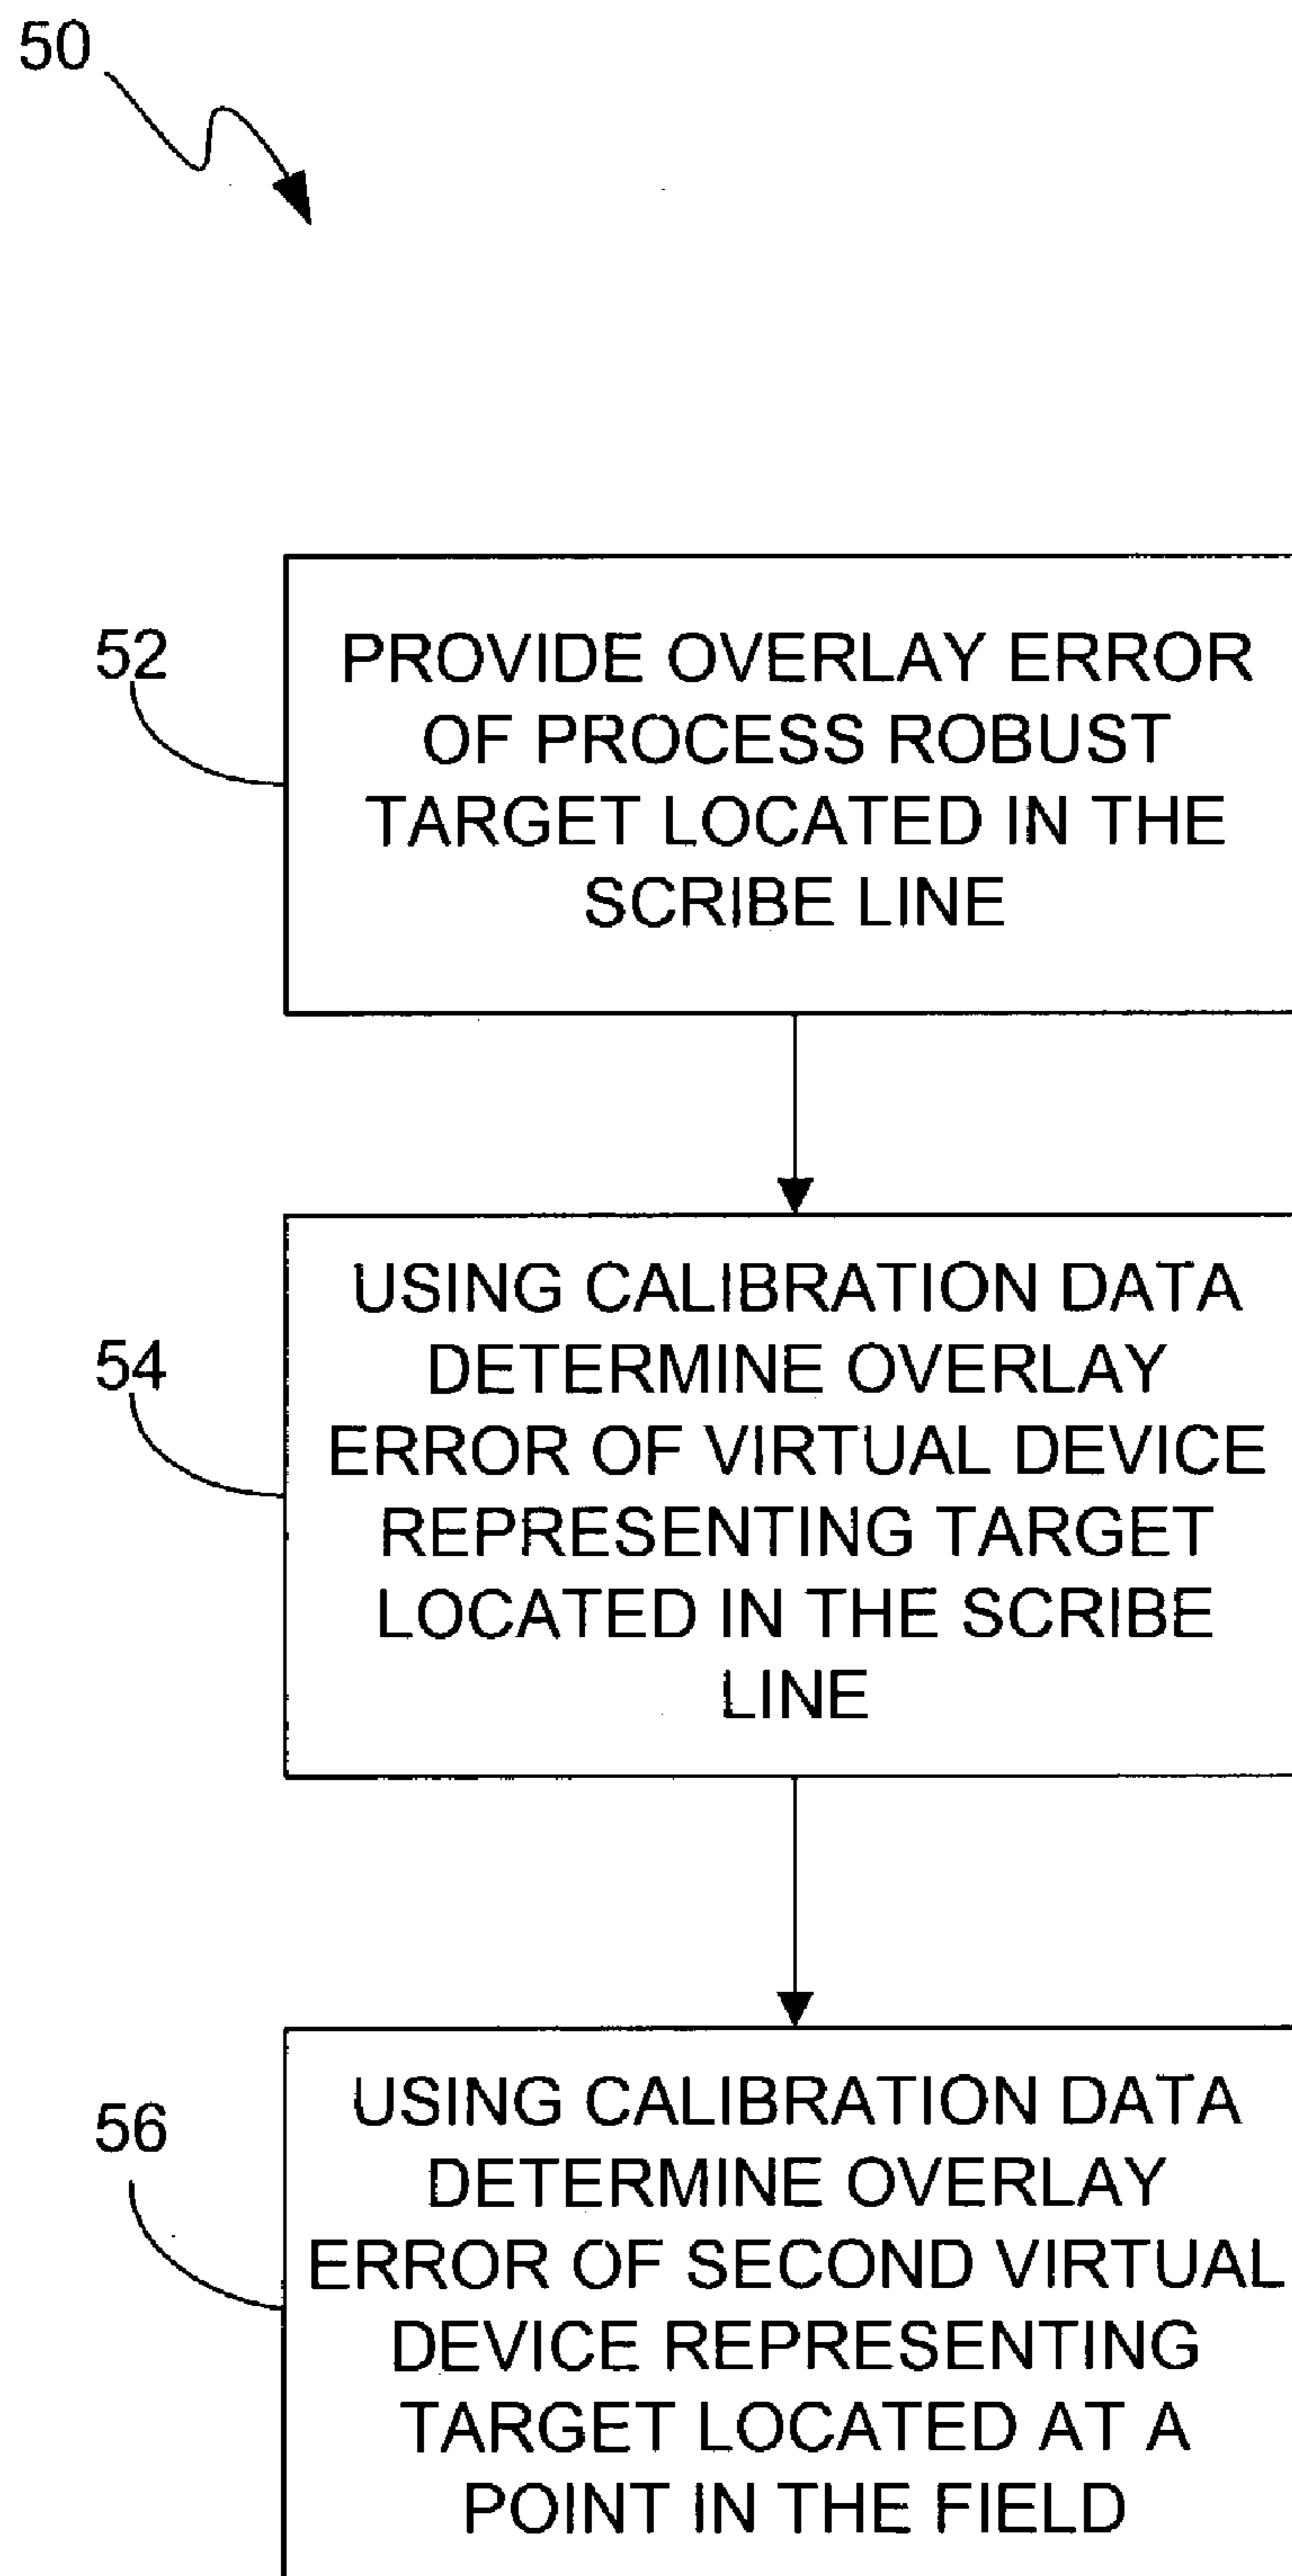 50
52
PROVIDE OVERLAY ERROR
OF PROCESS ROBUST
TARGET LOCATED IN THE
SCRIBE LINE
54
USING CALIBRATION DATA
DETERMINE OVERLAY
ERROR OF VIRTUAL DEVICE
REPRESENTING TARGET
LOCATED IN THE SCRIBE
LINE
56
USING CALIBRATION DATA
DETERMINE OVERLAY
ERROR OF SECOND VIRTUAL
DEVICE REPRESENTING
TARGET LOCATED AT A
POINT IN THE FIELD